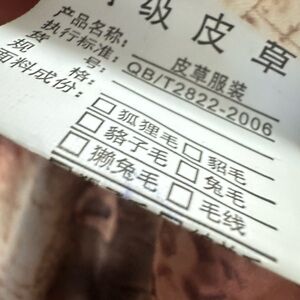 级皮草
产品名称: 皮草服装
执行标准: QB/T2822-2006
类 号:
规 格:
面料成份: □狐狸毛 □貂毛
□貉子毛 □兔毛
□獭兔毛 □毛线